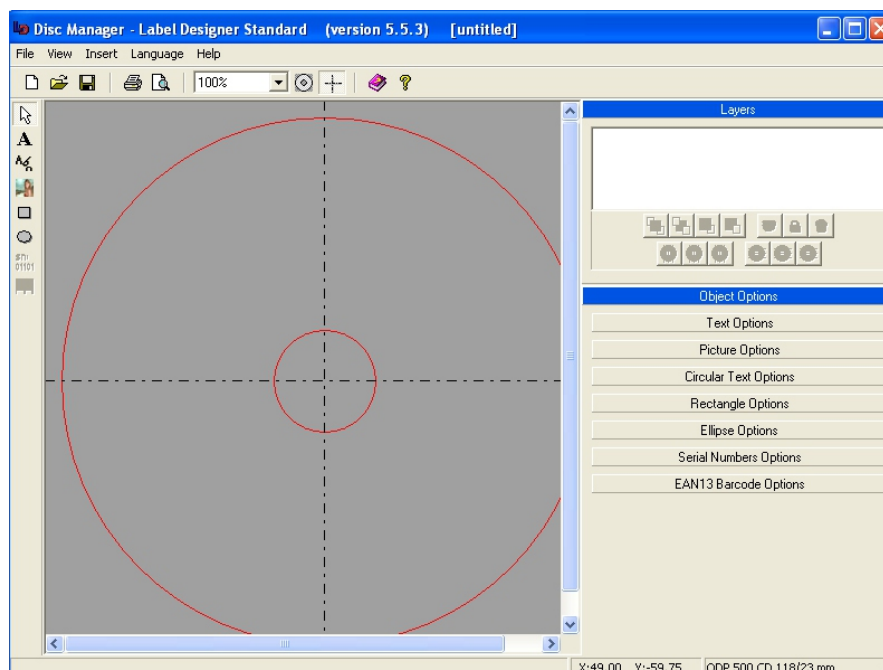 Disc Manager - Label Designer Standard (version 5.5.3) [untitled]
File View Insert Language Help
100%
Layers
Object Options
Text Options
Picture Options
Circular Text Options
Rectangle Options
Ellipse Options
Serial Numbers Options
EAN13 Barcode Options
X:49.00 Y:-59.75 ODP 500 CD 118/23 mm